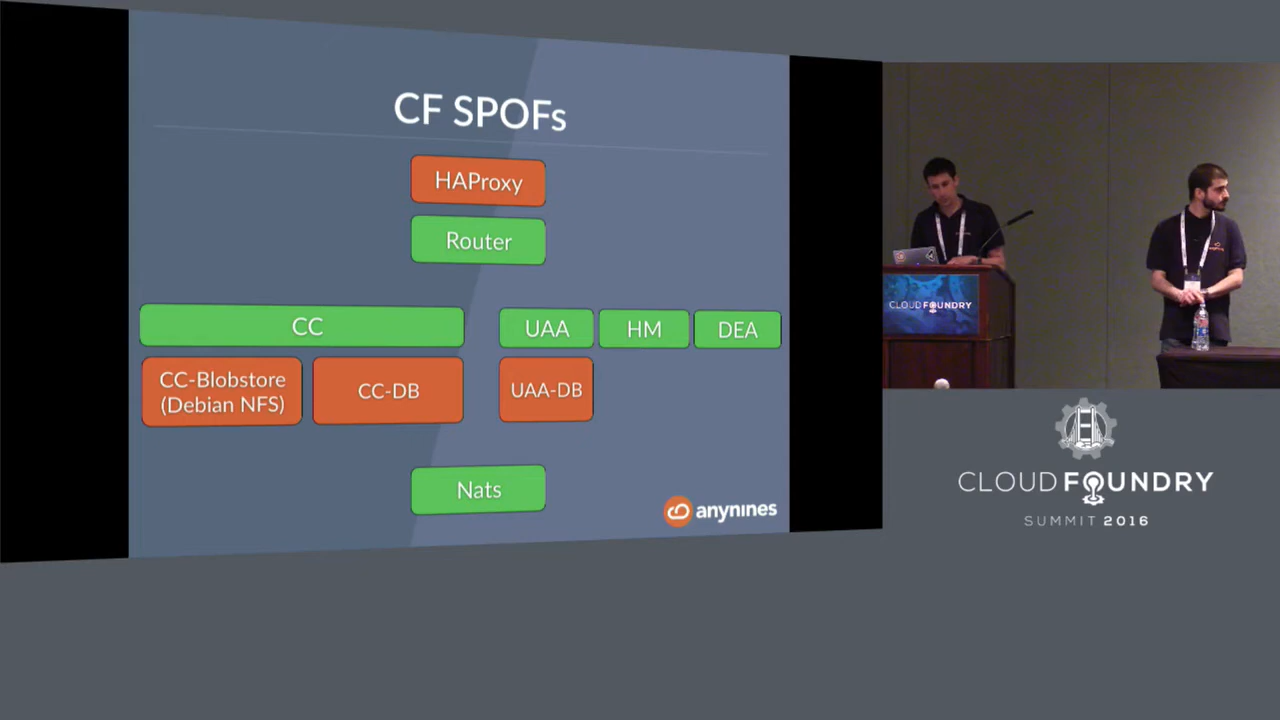 CF SPOFs
HAProxy
Router
CC
UAA
HM
DEA
CC-Blobstore
(Debian NFS)
CC-DB
UAA-DB
Nats
anynines
CLOUD FOUNDRY
CLOUD FOUNDRY
SUMMIT 2016